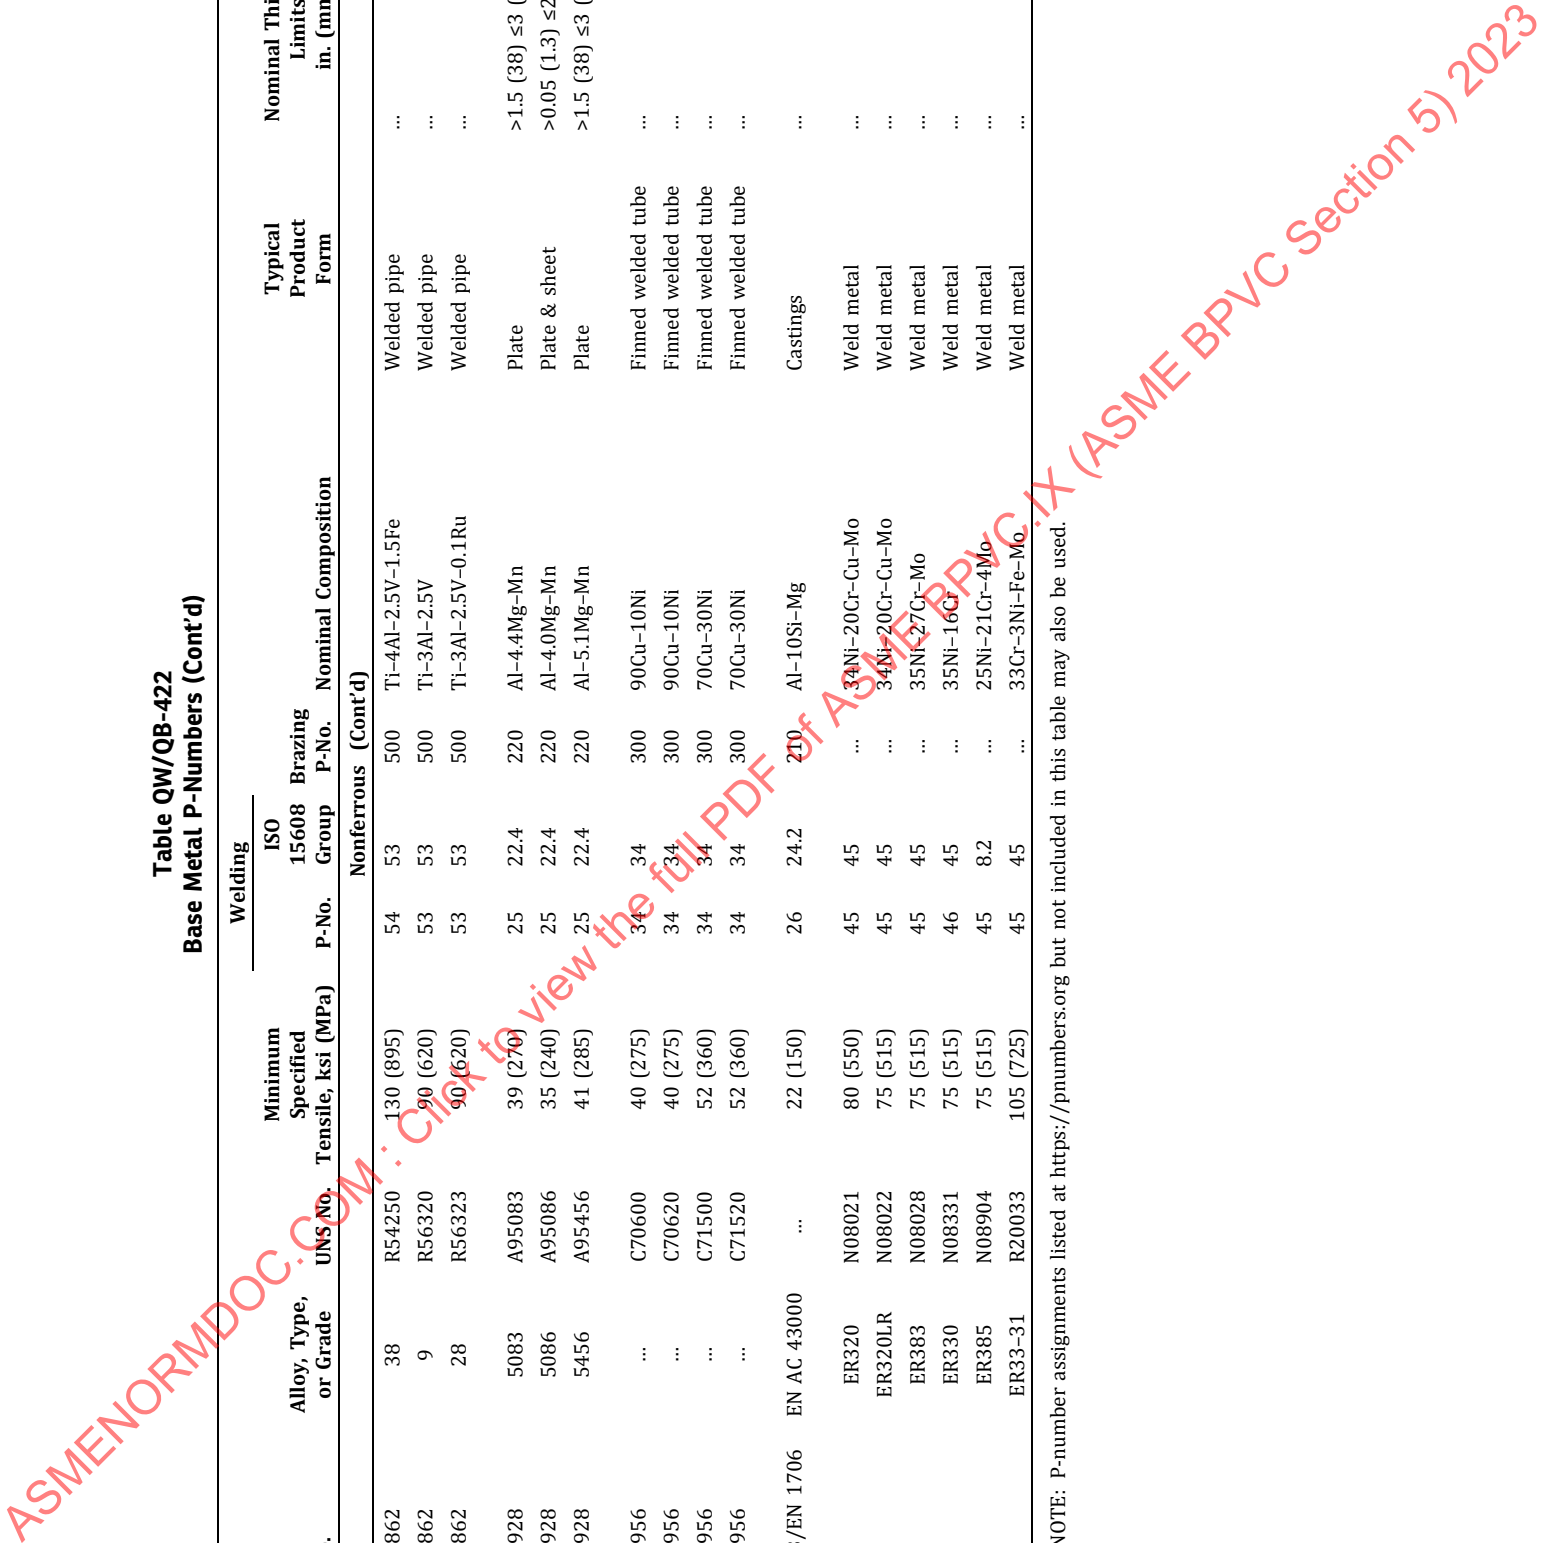 Table QW/QB-422
Base Metal P-Numbers (Cont'd)
Welding
Alloy, Type, or Grade UNS No. Minimum Specified Tensile, ksi (MPa) P-No. ISO 15608 Group Brazing P-No. Nominal Composition Typical Product Form Nominal Limits in.
Nonferrous (Cont'd)
862 38 R54250 130 (895) 54 53 500 Ti–4Al–2.5V–1.5Fe Welded pipe ...
862 9 R56320 90 (620) 53 53 500 Ti–3Al–2.5V Welded pipe ...
862 28 R56323 90 (620) 53 53 500 Ti–3Al–2.5V–0.1Ru Welded pipe ...
928 5083 A95083 39 (270) 25 22.4 220 Al–4.4Mg–Mn Plate >1.5 (38) ≤3 (
928 5086 A95086 35 (240) 25 22.4 220 Al–4.0Mg–Mn Plate & sheet >0.05 (1.3) ≤2
928 5456 A95456 41 (285) 25 22.4 220 Al–5.1Mg–Mn Plate >1.5 (38) ≤3 (
956 ... C70600 40 (275) 34 34 300 90Cu–10Ni Finned welded tube ...
956 ... C70620 40 (275) 34 34 300 90Cu–10Ni Finned welded tube ...
956 ... C71500 52 (360) 34 34 300 70Cu–30Ni Finned welded tube ...
956 ... C71520 52 (360) 34 34 300 70Cu–30Ni Finned welded tube ...
/EN 1706 EN AC 43000 ... 22 (150) 26 24.2 210 Al–10Si–Mg Castings ...
ER320 N08021 80 (550) 45 45 ... 34Ni–20Cr–Cu–Mo Weld metal ...
ER320LR N08022 75 (515) 45 45 ... 34Ni–20Cr–Cu–Mo Weld metal ...
ER383 N08028 75 (515) 45 45 ... 35Ni–27Cr–Mo Weld metal ...
ER330 N08331 75 (515) 46 45 ... 35Ni–16Cr Weld metal ...
ER385 N08904 75 (515) 45 8.2 ... 25Ni–21Cr–4Mo Weld metal ...
ER33–31 R20033 105 (725) 45 45 ... 33Cr–3Ni–Fe–Mo Weld metal ...
NOTE: P-number assignments listed at https://pnumbers.org but not included in this table may also be used.
ASMENORMDOC.COM : Click to view the full PDF of ASME BPVC.IX (ASME BPVC Section 5) 2023